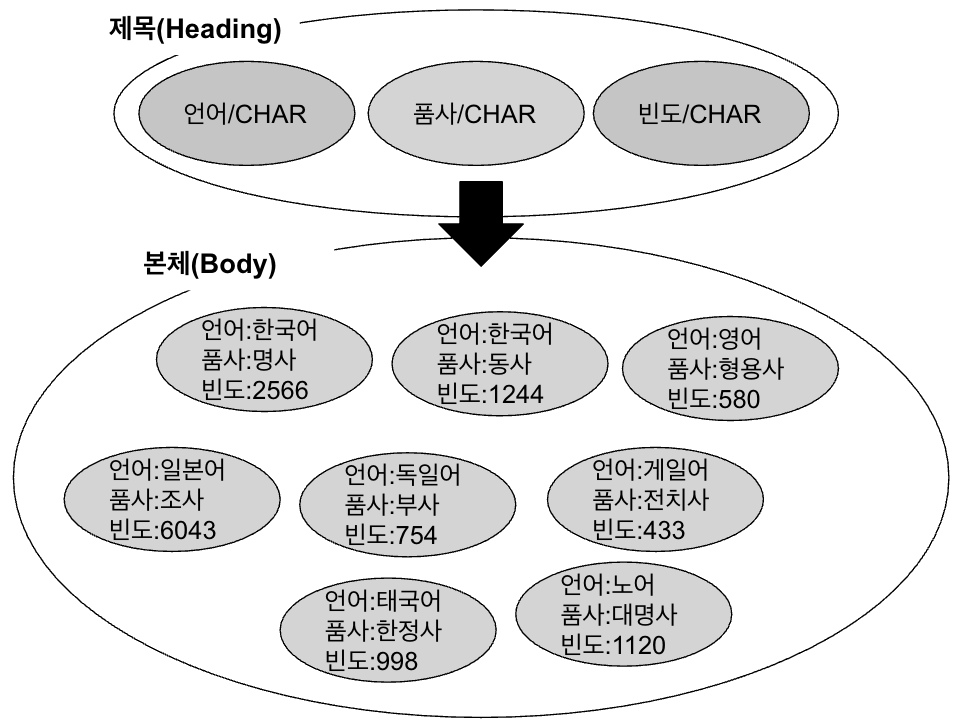 제목(Heading)
언어/CHAR
품사/CHAR
빈도/CHAR
본체(Body)
언어:한국어
품사:명사
빈도:2566
언어:한국어
품사:동사
빈도:1244
언어:영어
품사:형용사
빈도:580
언어:일본어
품사:조사
빈도:6043
언어:독일어
품사:부사
빈도:754
언어:게일어
품사:전치사
빈도:433
언어:태국어
품사:한정사
빈도:998
언어:노어
품사:대명사
빈도:1120